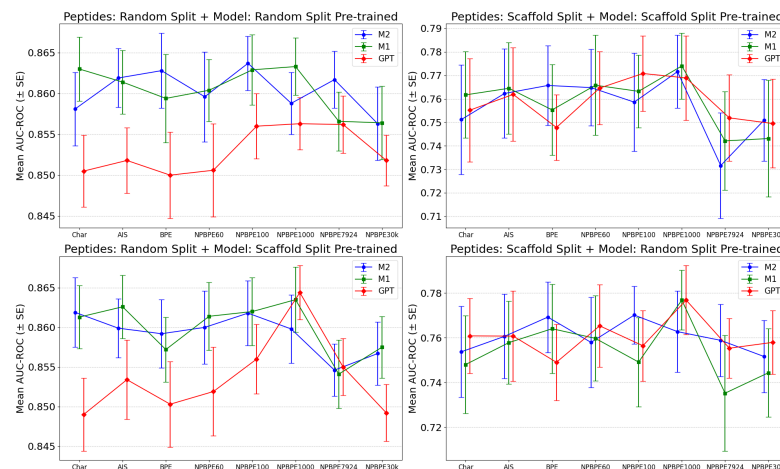 Peptides: Random Split + Model: Random Split Pre-trained
Mean AUC-ROC (± SE)
0.865
0.860
0.855
0.850
0.845
M2
M1
GPT
Char AIS BPE NPBPE60 NPBPE100 NPBPE1000 NPBPE7924 NPBPE30k
Peptides: Scaffold Split + Model: Scaffold Split Pre-trained
Mean AUC-ROC (± SE)
0.79
0.78
0.77
0.76
0.75
0.74
0.73
0.72
0.71
M2
M1
GPT
Char AIS BPE NPBPE60 NPBPE100 NPBPE1000 NPBPE7924 NPBPE30
Peptides: Random Split + Model: Scaffold Split Pre-trained
Mean AUC-ROC (± SE)
0.865
0.860
0.855
0.850
0.845
M2
M1
GPT
Char AIS BPE NPBPE60 NPBPE100 NPBPE1000 NPBPE7924 NPBPE30k
Peptides: Scaffold Split + Model: Random Split Pre-trained
Mean AUC-ROC (± SE)
0.78
0.76
0.74
0.72
M2
M1
GPT
Char AIS BPE NPBPE60 NPBPE100 NPBPE1000 NPBPE7924 NPBPE30